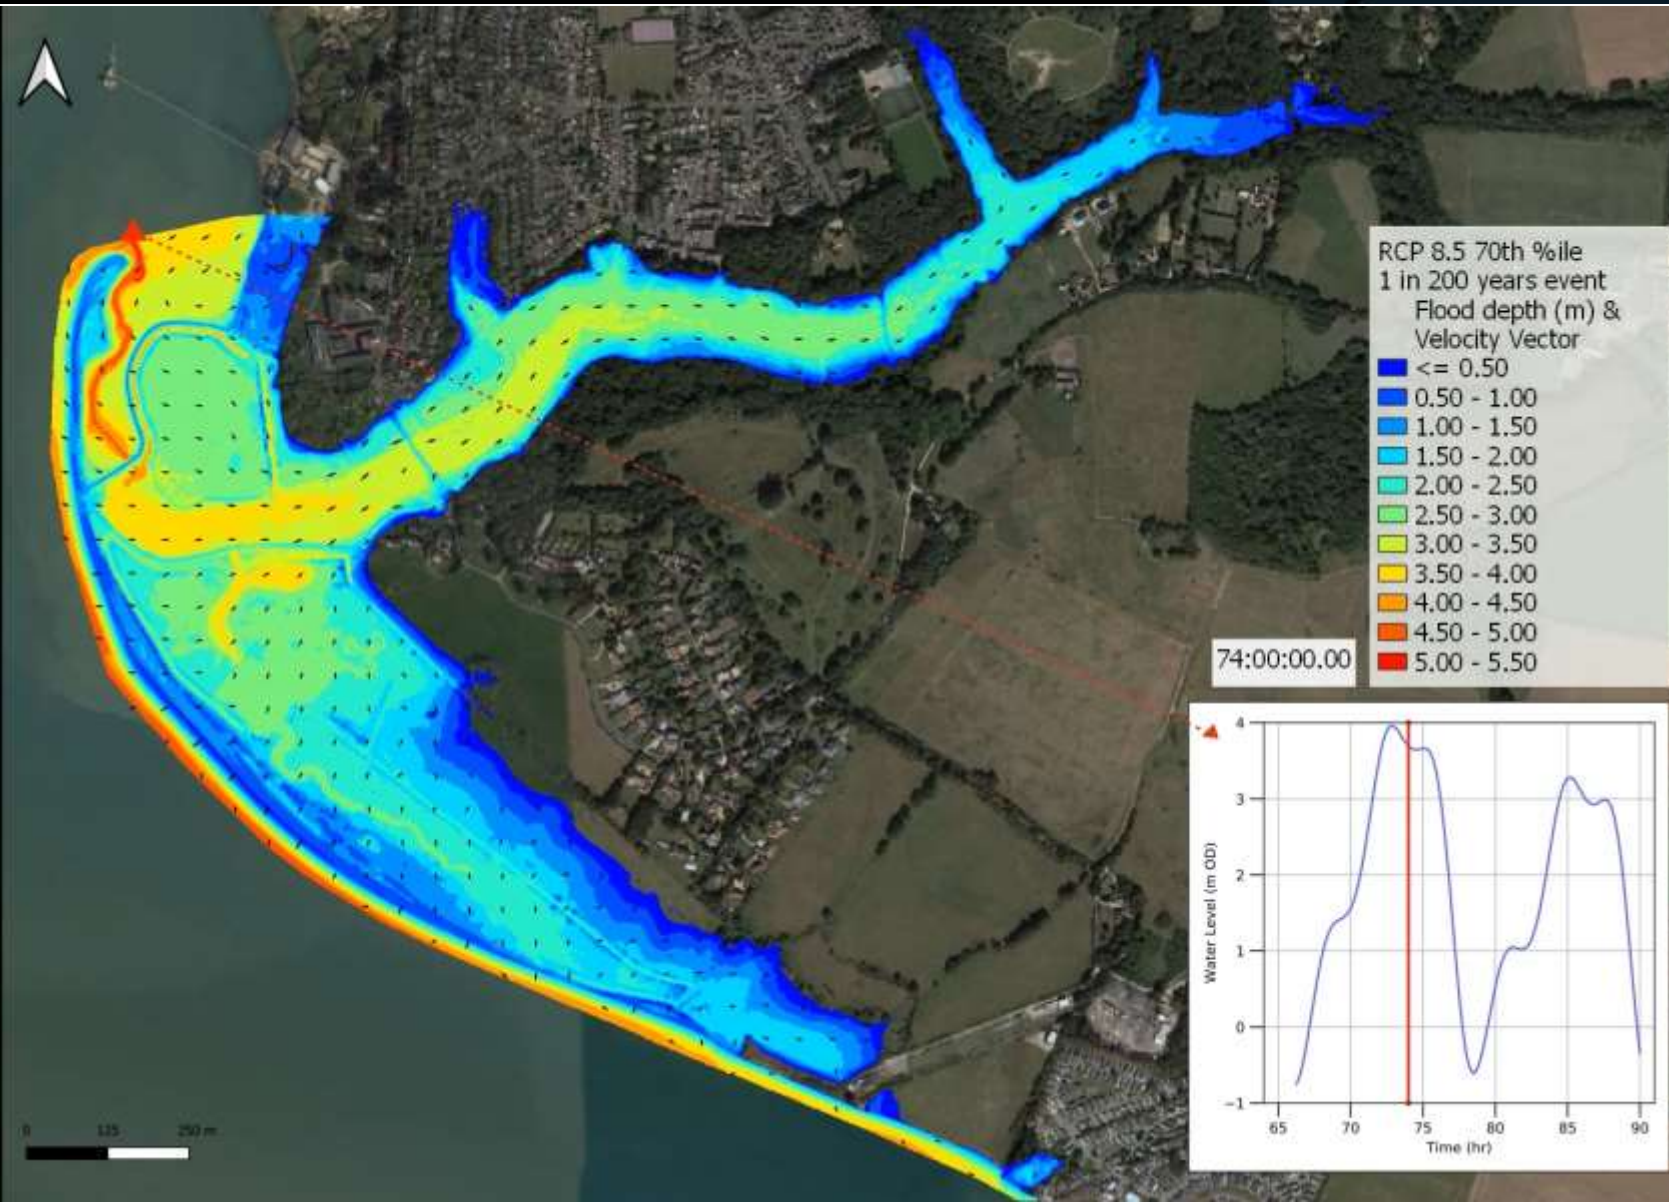 RCP 8.5 70th %ile
1 in 200 years event
Flood depth (m) &
Velocity Vector
<= 0.50
0.50 - 1.00
1.00 - 1.50
1.50 - 2.00
2.00 - 2.50
2.50 - 3.00
3.00 - 3.50
3.50 - 4.00
4.00 - 4.50
4.50 - 5.00
5.00 - 5.50
74:00:00.00
4
3
2
1
0
−1
Water Level (m OD)
65 70 75 80 85 90
Time (hr)
0 125 250 m